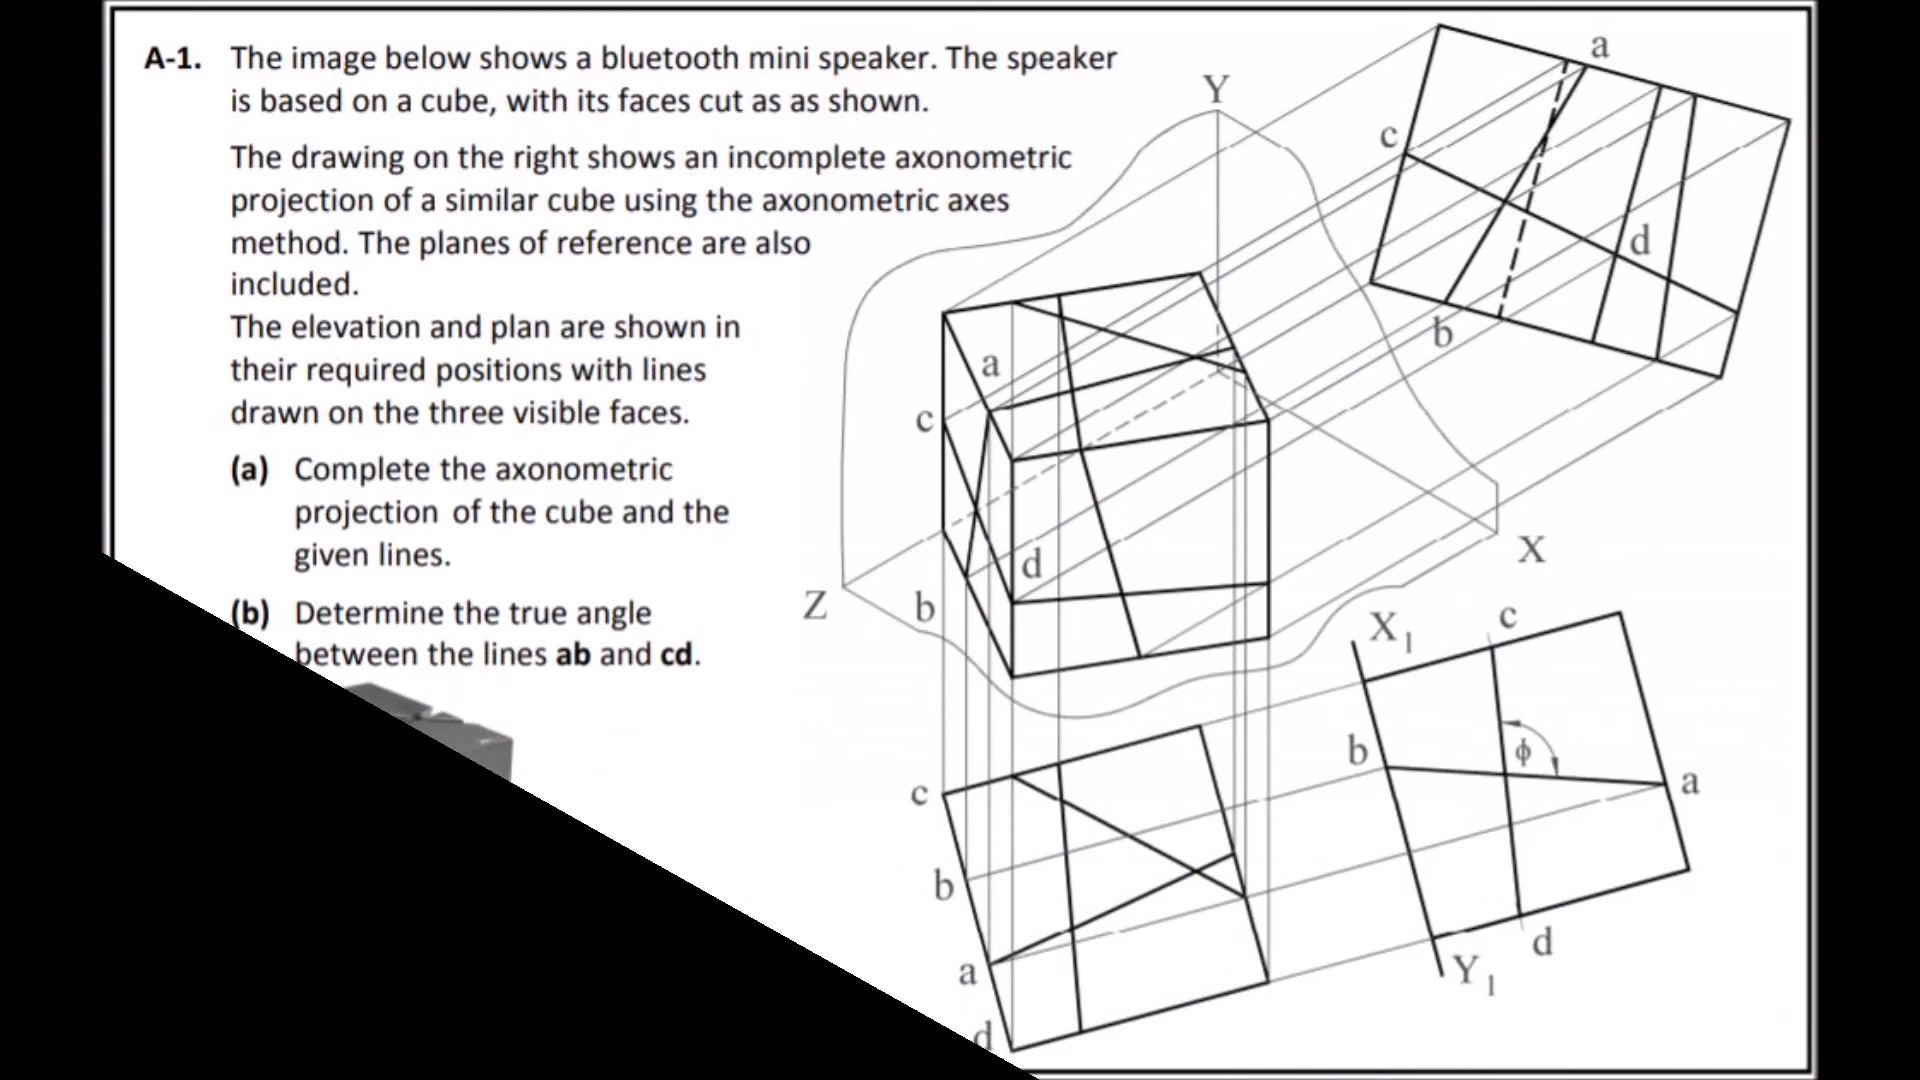 A-1. The image below shows a bluetooth mini speaker. The speaker
is based on a cube, with its faces cut as as shown.
The drawing on the right shows an incomplete axonometric
projection of a similar cube using the axonometric axes
method. The planes of reference are also
included.
The elevation and plan are shown in
their required positions with lines
drawn on the three visible faces.
(a) Complete the axonometric
projection of the cube and the
given lines.
(b) Determine the true angle
between the lines ab and cd.
Y
a
c
d
b
a
c
d
b
Z
X
X1
c
b
ϕ
a
d
Y1
c
b
a
d